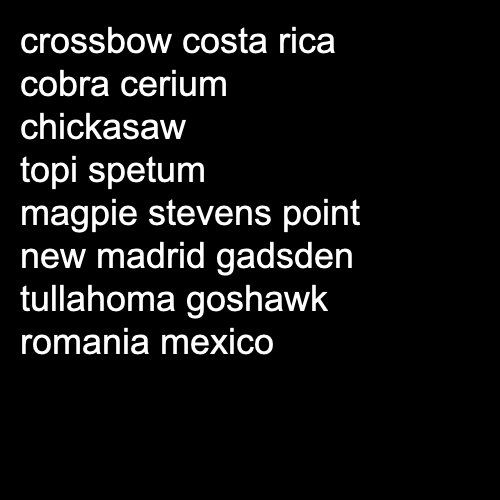 crossbow costa rica
cobra cerium
chickasaw
topi spetum
magpie stevens point
new madrid gadsden
tullahoma goshawk
romania mexico